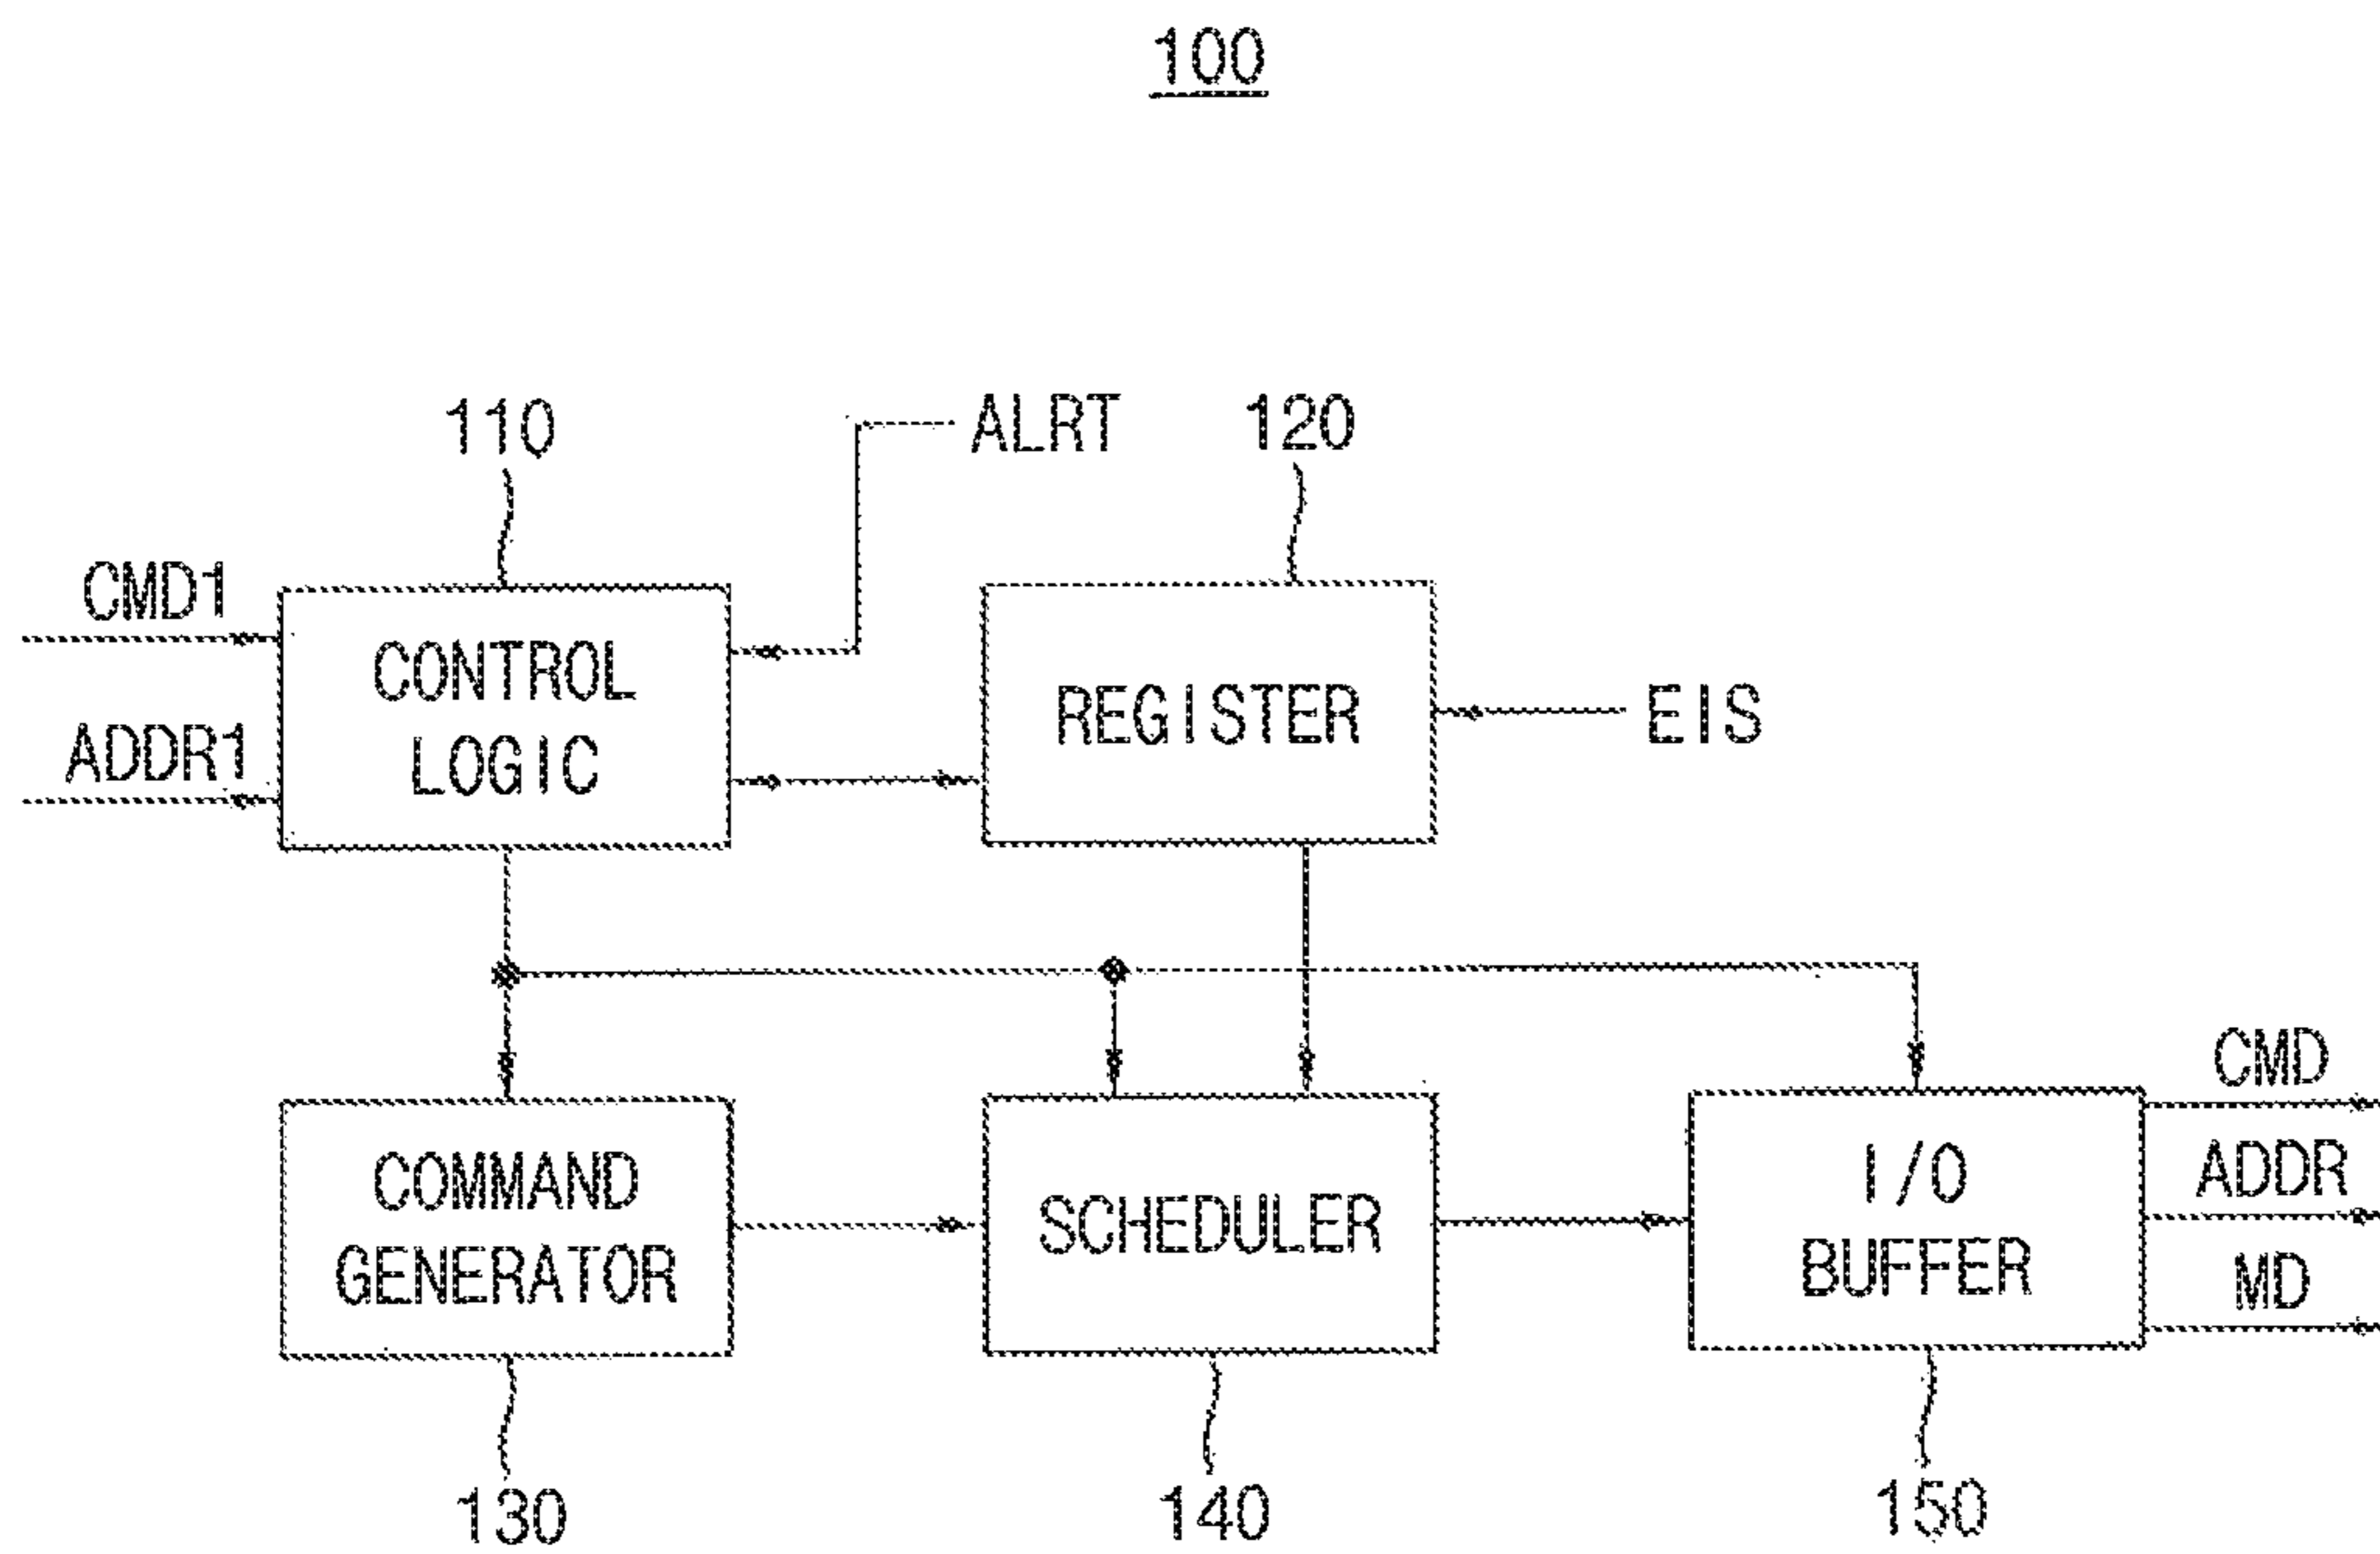 100
110
ALRT
120
CMD1
CONTROL
LOGIC
ADDR1
REGISTER
EIS
COMMAND
GENERATOR
SCHEDULER
I/O
BUFFER
CMD
ADDR
MD
130
140
150